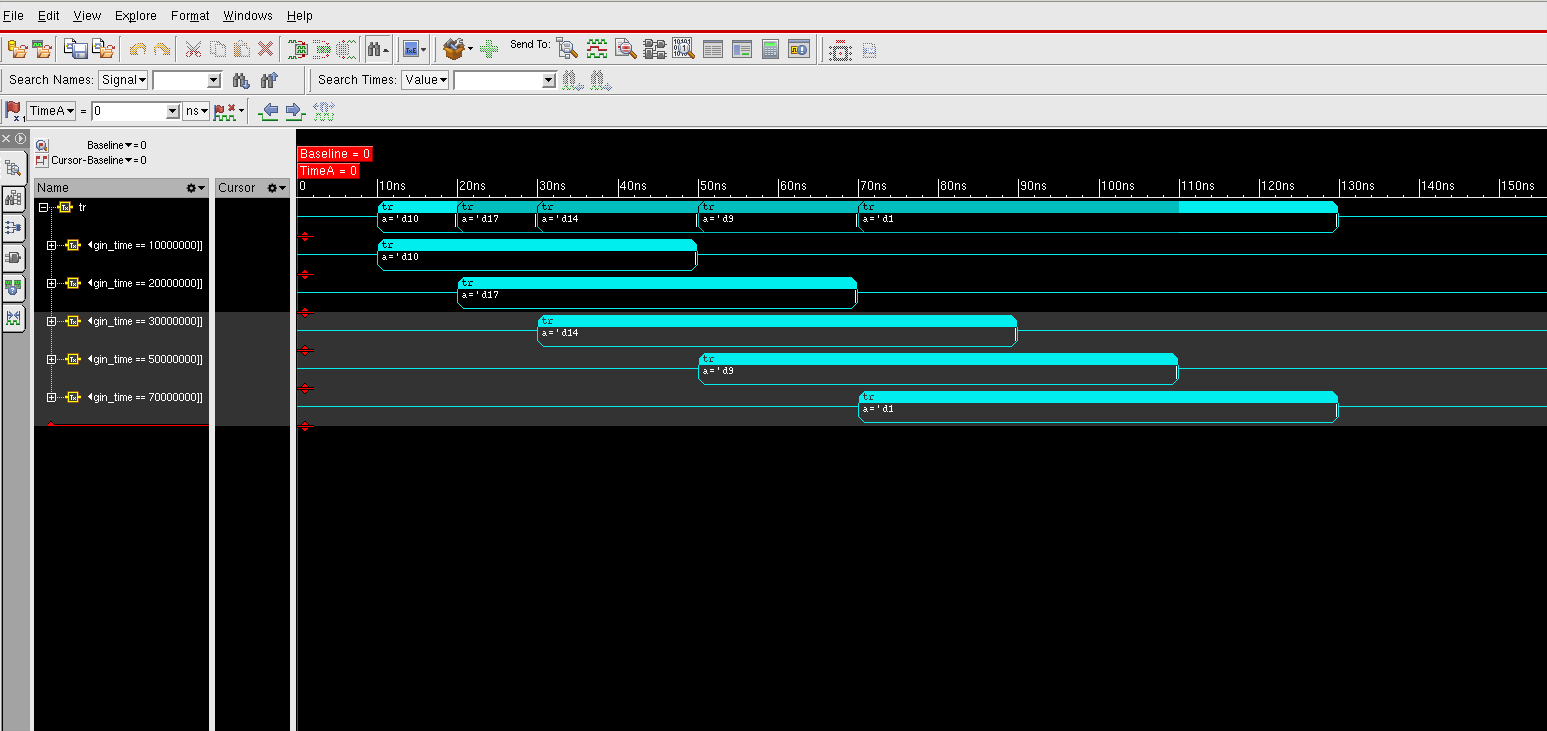 File Edit View Explore Format Windows Help
Send To:
Search Names: Signal Search Times: Value
TimeA = 0 ns
Baseline = 0
Cursor-Baseline = 0
Baseline = 0
TimeA = 0
Name Cursor
0 10ns 20ns 30ns 40ns 50ns 60ns 70ns 80ns 90ns 100ns 110ns 120ns 130ns 140ns 150ns
tr
tr tr tr tr tr
a='d10 a='d17 a='d14 a='d9 a='d1
gin_time == 10000000]]
tr
a='d10
gin_time == 20000000]]
tr
a='d17
gin_time == 30000000]]
tr
a='d14
gin_time == 50000000]]
tr
a='d9
gin_time == 70000000]]
tr
a='d1